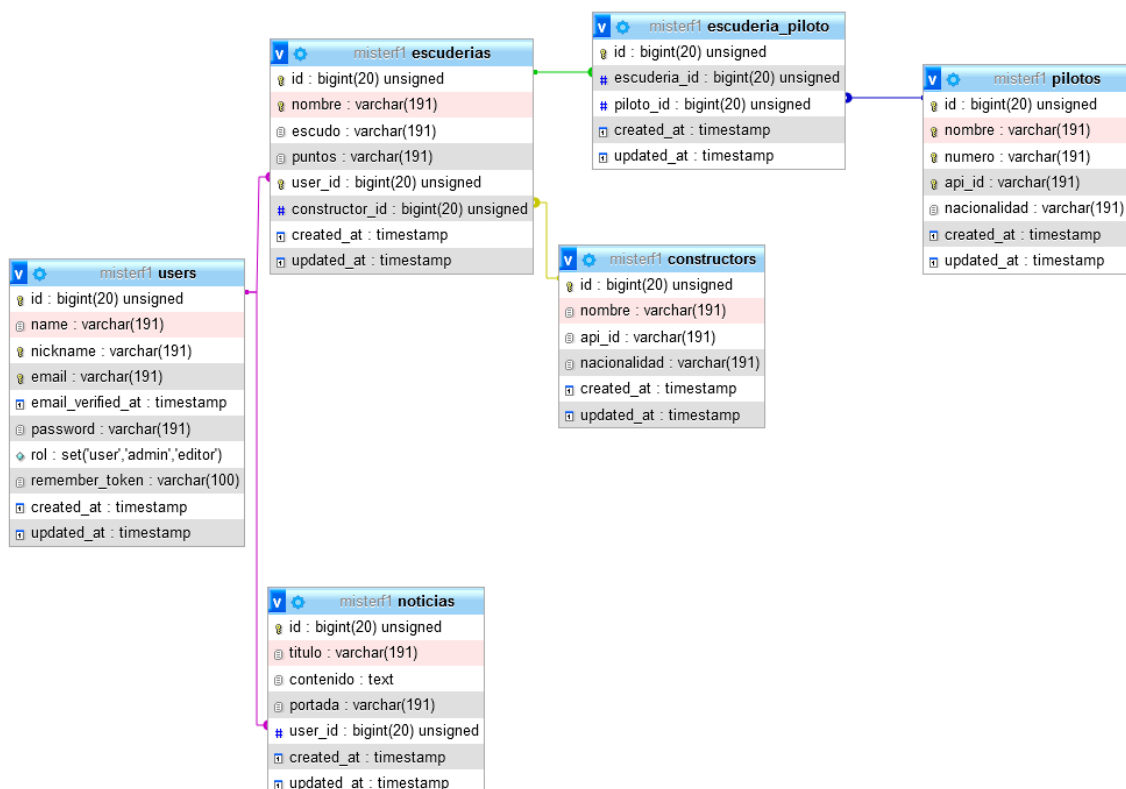 misterf1 escuderias
id : bigint(20) unsigned
nombre : varchar(191)
escudo : varchar(191)
puntos : varchar(191)
user_id : bigint(20) unsigned
# constructor_id : bigint(20) unsigned
created_at : timestamp
updated_at : timestamp
misterf1 escuderia_piloto
id : bigint(20) unsigned
# escuderia_id : bigint(20) unsigned
# piloto_id : bigint(20) unsigned
created_at : timestamp
updated_at : timestamp
misterf1 pilotos
id : bigint(20) unsigned
nombre : varchar(191)
numero : varchar(191)
api_id : varchar(191)
nacionalidad : varchar(191)
created_at : timestamp
updated_at : timestamp
misterf1 constructors
id : bigint(20) unsigned
nombre : varchar(191)
api_id : varchar(191)
nacionalidad : varchar(191)
created_at : timestamp
updated_at : timestamp
misterf1 users
id : bigint(20) unsigned
name : varchar(191)
nickname : varchar(191)
email : varchar(191)
email_verified_at : timestamp
password : varchar(191)
rol : set('user','admin','editor')
remember_token : varchar(100)
created_at : timestamp
updated_at : timestamp
misterf1 noticias
id : bigint(20) unsigned
titulo : varchar(191)
contenido : text
portada : varchar(191)
# user_id : bigint(20) unsigned
created_at : timestamp
updated_at : timestamp